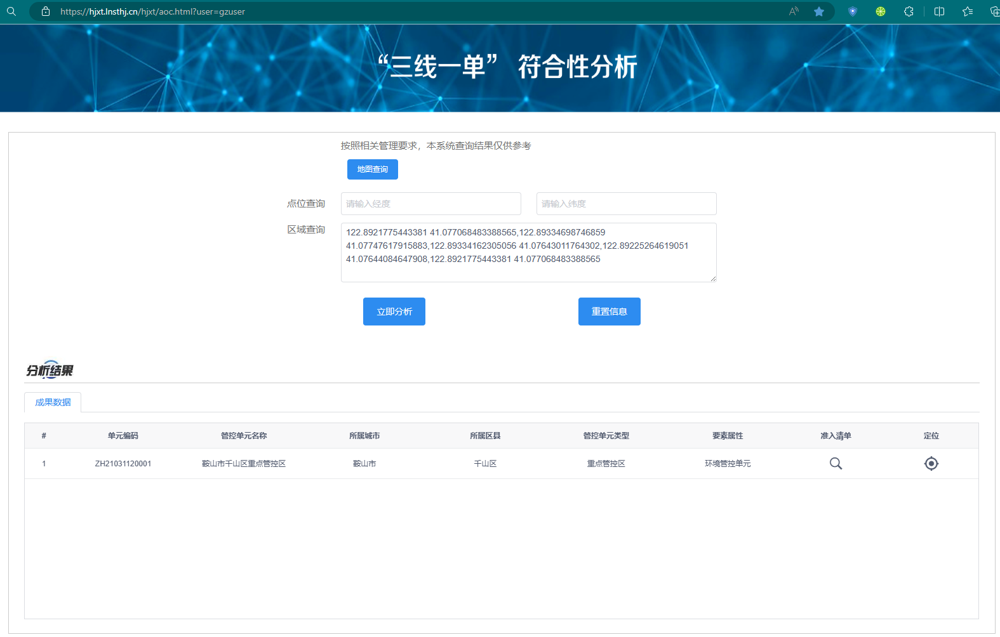 https://hjxt.lnsthj.cn/hjxt/aoc.html?user=gzuser
“三线一单” 符合性分析
按照相关管理要求，本系统查询结果仅供参考
地图查询
点位查询 请输入经度 请输入纬度
区域查询
122.8921775443381 41.077068483388565,122.89334698746859
41.07747617915883,122.89334162305056 41.07643011764302,122.89225264619051
41.07644084647908,122.8921775443381 41.077068483388565
立即分析 重置信息
分析结果
成果数据
# 单元编码 管控单元名称 所属城市 所属区县 管控单元类型 要素属性 准入清单 定位
1 ZH21031120001 鞍山市千山区重点管控区 鞍山市 千山区 重点管控区 环境管控单元